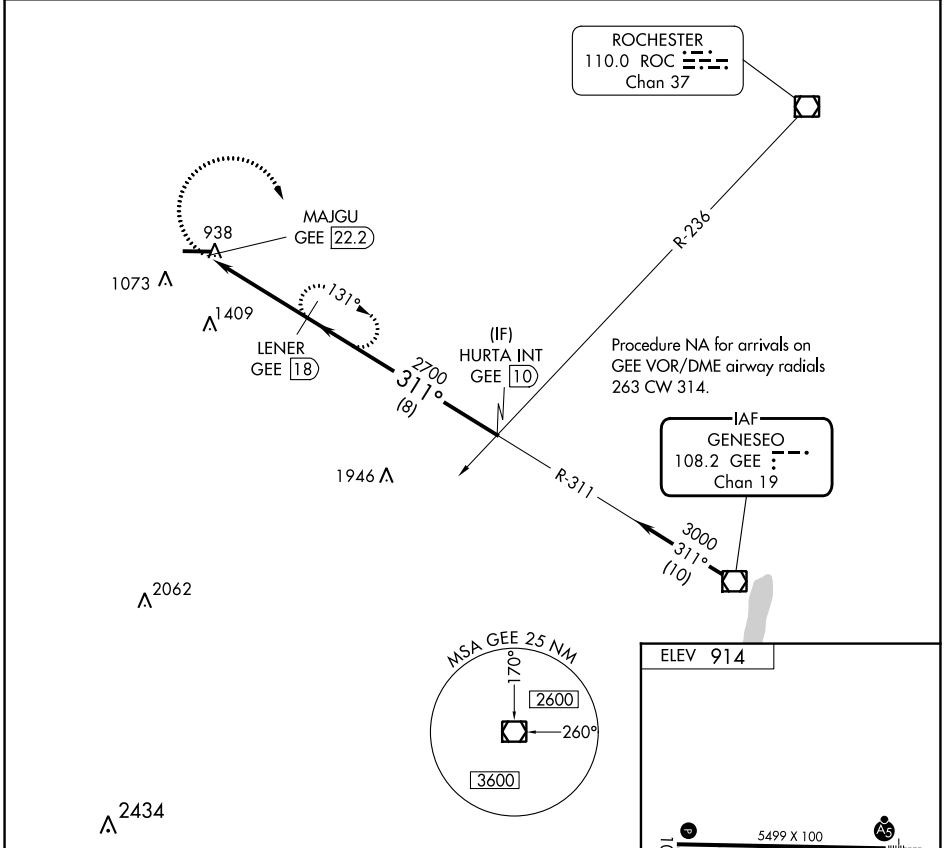 ROCHESTER
110.0 ROC
Chan 37
R-236
MAJGU
GEE 22.2
938
1073
1409
131°
LENER
GEE 18
(IF)
HURTA INT
GEE 10
2700
311°
(8)
Procedure NA for arrivals on
GEE VOR/DME airway radials
263 CW 314.
IAF
GENESEO
108.2 GEE
Chan 19
1946
R-311
3000
311°
(10)
2062
MSA GEE 25 NM
170°
2600
260°
3600
ELEV 914
2434
P
5499 X 100
A5